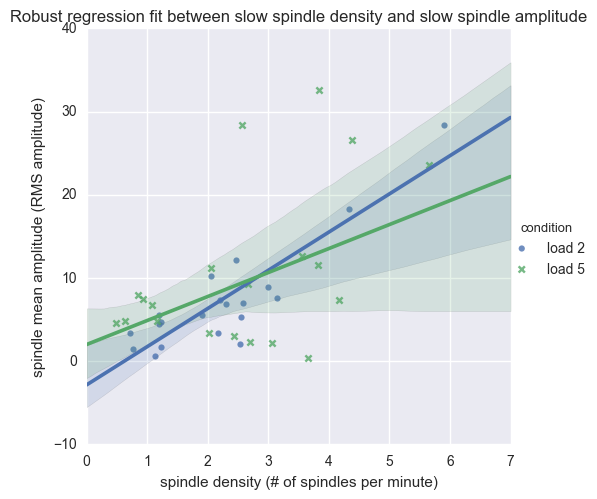 Robust regression fit between slow spindle density and slow spindle amplitude
40
30
20
10
0
−10
spindle mean amplitude (RMS amplitude)
0 1 2 3 4 5 6 7
spindle density (# of spindles per minute)
condition
load 2
load 5